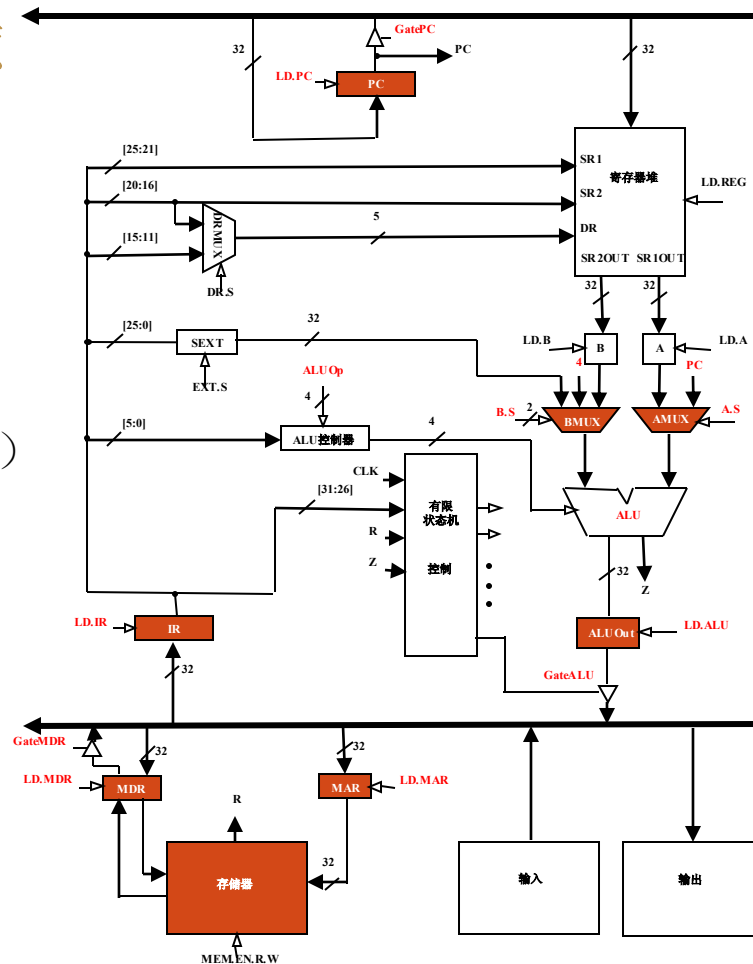 GatePC
32
PC
32
LD.PC
PC
[25:21]
SR1
寄存器堆
[20:16]
SR2
LD.REG
DRMUX
5
DR
[15:11]
SR2OUT SR1OUT
DR.S
32
32
[25:0]
32
SEXT
LD.B
B
A
LD.A
4
PC
EXT.S
ALUOp
4
B.S
2
BMUX
AMUX
A.S
[5:0]
ALU控制器
4
)
CLK
[31:26]
有限
状态机
ALU
R
Z
控制
32
Z
LD.IR
IR
ALUOut
LD.ALU
32
GateALU
GateMDR
32
32
LD.MDR
MDR
MAR
LD.MAR
R
32
存储器
输入
输出
MEM.EN,R.W